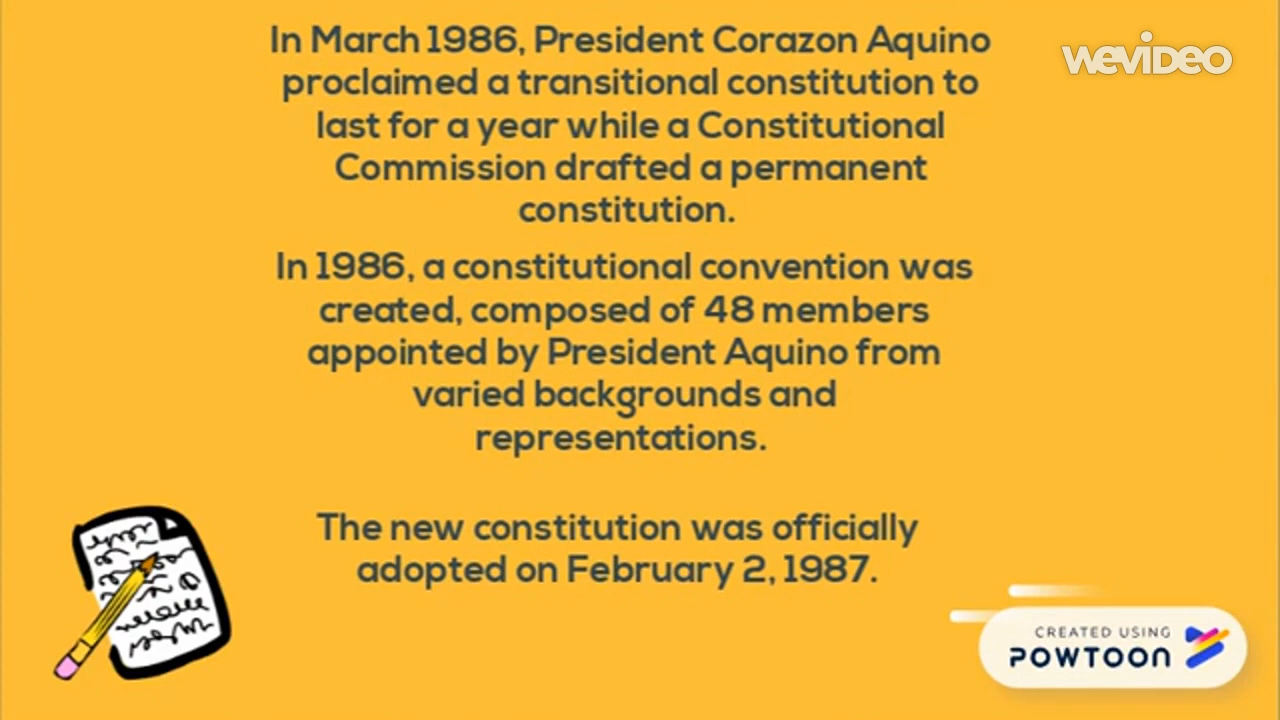 In March 1986, President Corazon Aquino
proclaimed a transitional constitution to
last for a year while a Constitutional
Commission drafted a permanent
constitution.
In 1986, a constitutional convention was
created, composed of 48 members
appointed by President Aquino from
varied backgrounds and
representations.
The new constitution was officially
adopted on February 2, 1987.
WEVIDEO
CREATED USING
POWTOON